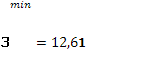 min
3 = 12,61